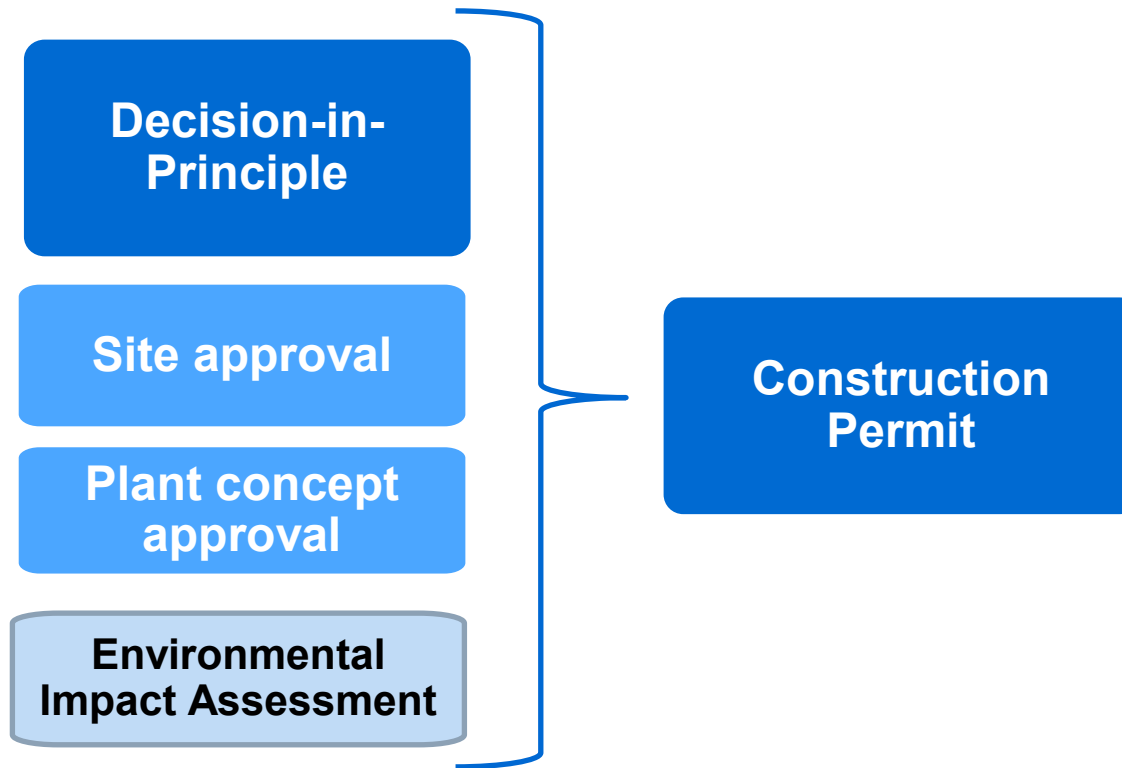 Decision-in-
Principle
Site approval
Plant concept
approval
Environmental
Impact Assessment
Construction
Permit